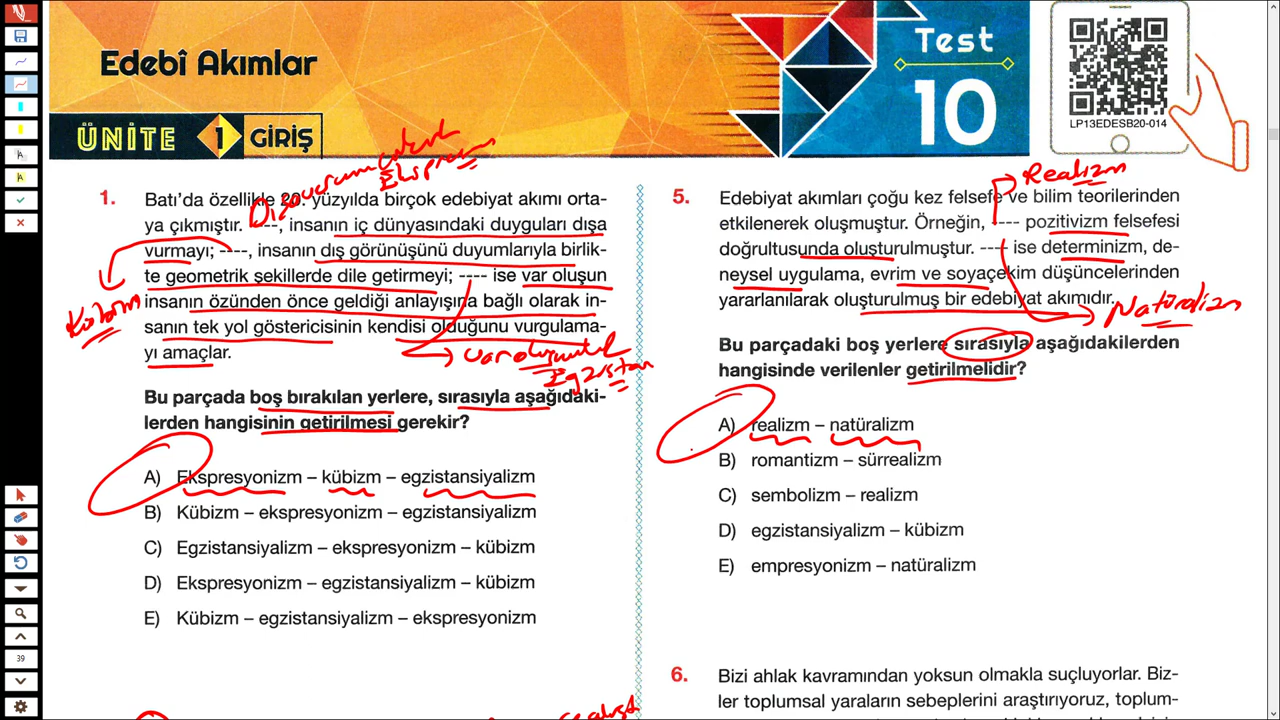 Edebî Akımlar
ÜNİTE 1 GİRİŞ
Test
10
LP13EDESB20-014
Dışavurumculuk
Ekspresyonizm
1. Batı’da özellikle 20. yüzyılda birçok edebiyat akımı orta-
ya çıkmıştır. ----, insanın iç dünyasındaki duyguları dışa
vurmayı; ----, insanın dış görünüşünü duyumlarıyla birlik-
te geometrik şekillerde dile getirmeyi; ---- ise var oluşun
insanın özünden önce geldiği anlayışına bağlı olarak in-
sanın tek yol göstericisinin kendisi olduğunu vurgulama-
yı amaçlar.
Kübizm
Varoluşçuluk
Egzistan
Bu parçada boş bırakılan yerlere, sırasıyla aşağıdaki-
lerden hangisinin getirilmesi gerekir?
A) Ekspresyonizm – kübizm – egzistansiyalizm
B) Kübizm – ekspresyonizm – egzistansiyalizm
C) Egzistansiyalizm – ekspresyonizm – kübizm
D) Ekspresyonizm – egzistansiyalizm – kübizm
E) Kübizm – egzistansiyalizm – ekspresyonizm
Realizm
5. Edebiyat akımları çoğu kez felsefe ve bilim teorilerinden
etkilenerek oluşmuştur. Örneğin, ---- pozitivizm felsefesi
doğrultusunda oluşturulmuştur. ---- ise determinizm, de-
neysel uygulama, evrim ve soyaçekim düşüncelerinden
yararlanılarak oluşturulmuş bir edebiyat akımıdır.
Natüralizm
Bu parçadaki boş yerlere sırasıyla aşağıdakilerden
hangisinde verilenler getirilmelidir?
A) realizm – natüralizm
B) romantizm – sürrealizm
C) sembolizm – realizm
D) egzistansiyalizm – kübizm
E) empresyonizm – natüralizm
6. Bizi ahlak kavramından yoksun olmakla suçluyorlar. Biz-
ler toplumsal yaraların sebeplerini araştırıyoruz, toplum-
39